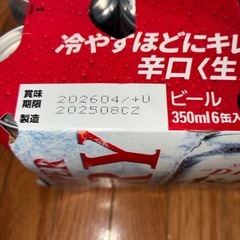 冷やすほどにキレ
辛口〈生
賞味
期限
202604/+U
製造
202508CZ
ビール
350ml 6缶入